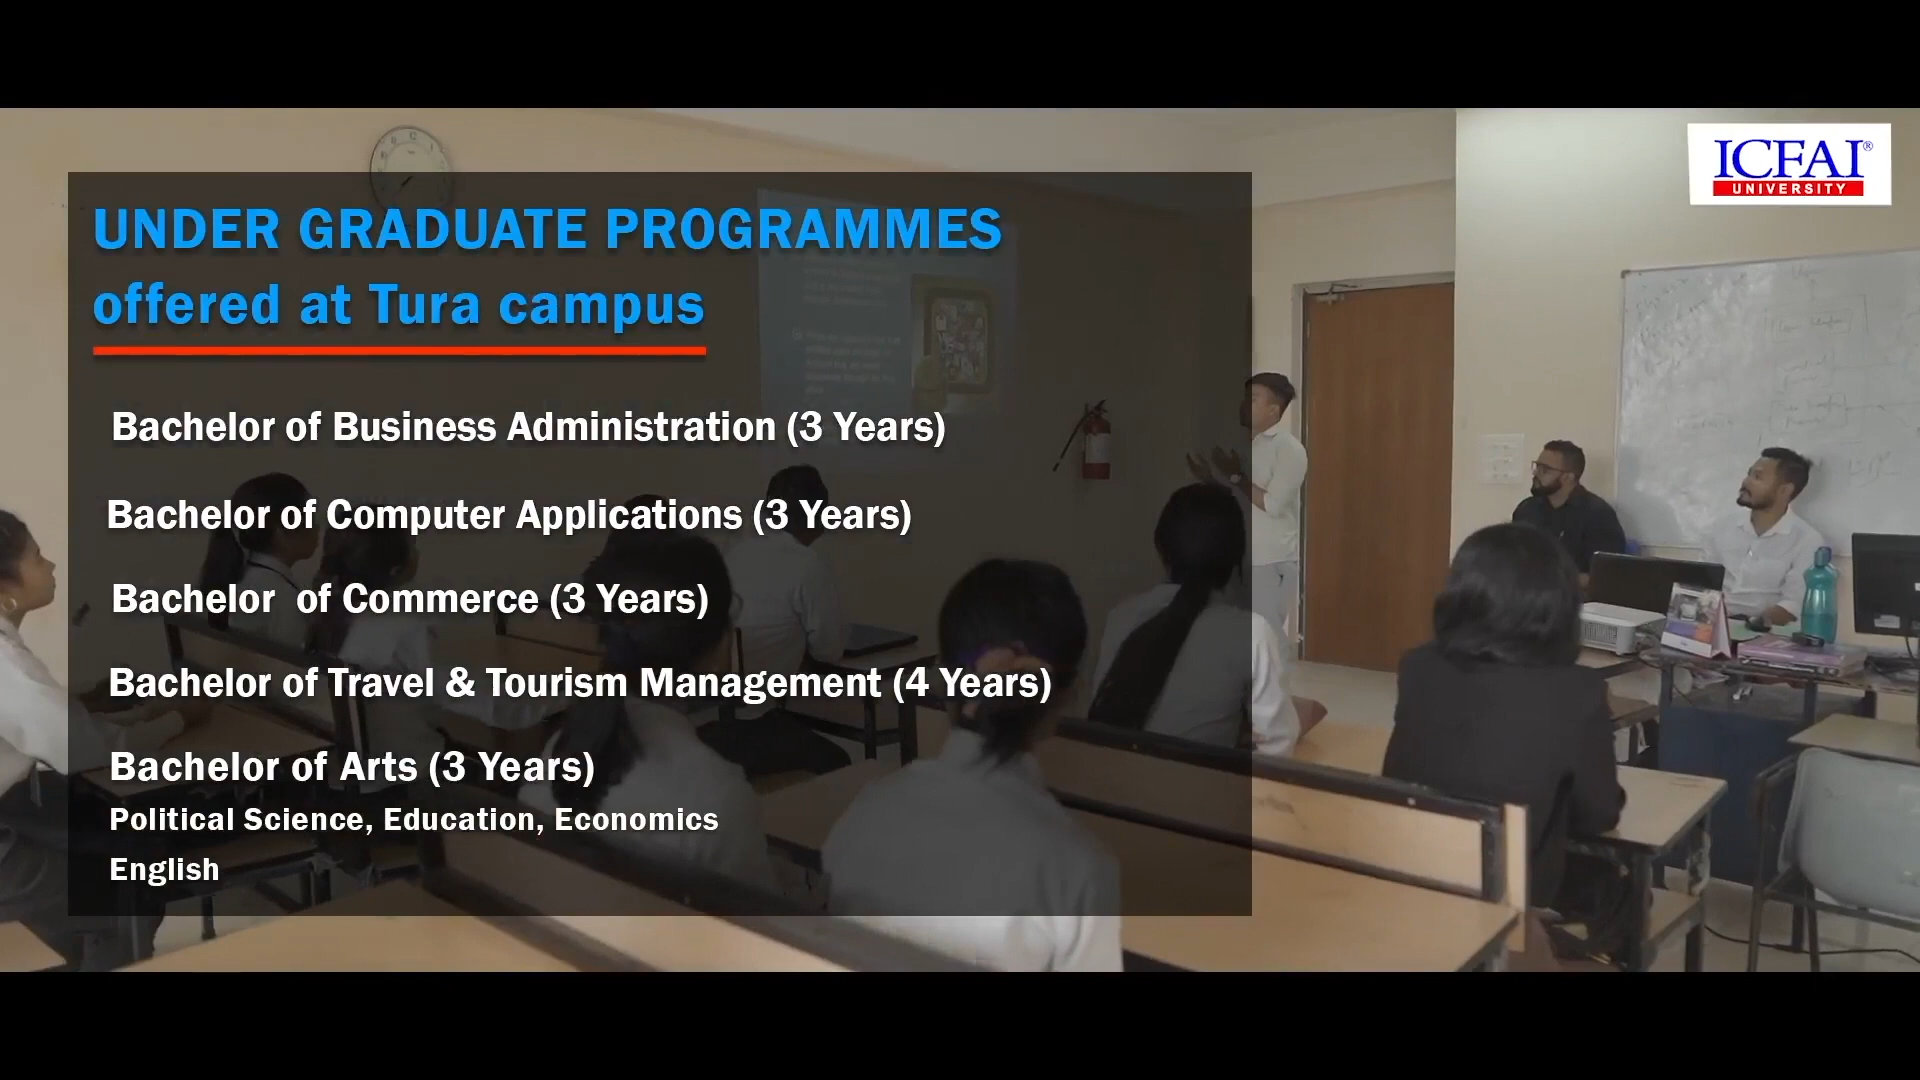 ICFAI®
UNIVERSITY
UNDER GRADUATE PROGRAMMES
offered at Tura campus
Bachelor of Business Administration (3 Years)
Bachelor of Computer Applications (3 Years)
Bachelor of Commerce (3 Years)
Bachelor of Travel & Tourism Management (4 Years)
Bachelor of Arts (3 Years)
Political Science, Education, Economics
English